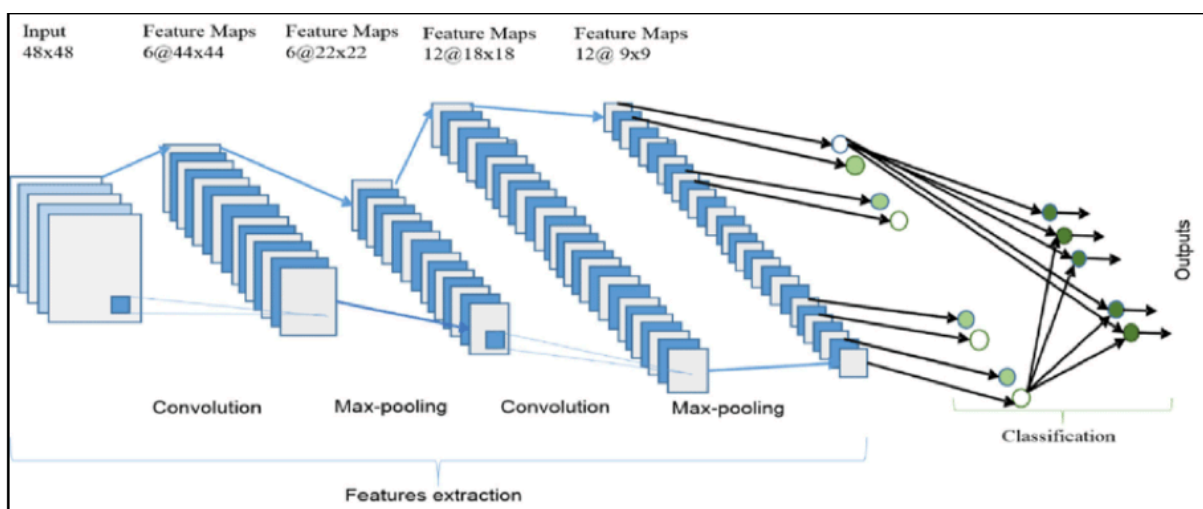 Input
48x48
Feature Maps
6@44x44
Feature Maps
6@22x22
Feature Maps
12@18x18
Feature Maps
12@ 9x9
Outputs
Convolution
Max-pooling
Convolution
Max-pooling
Classification
Features extraction